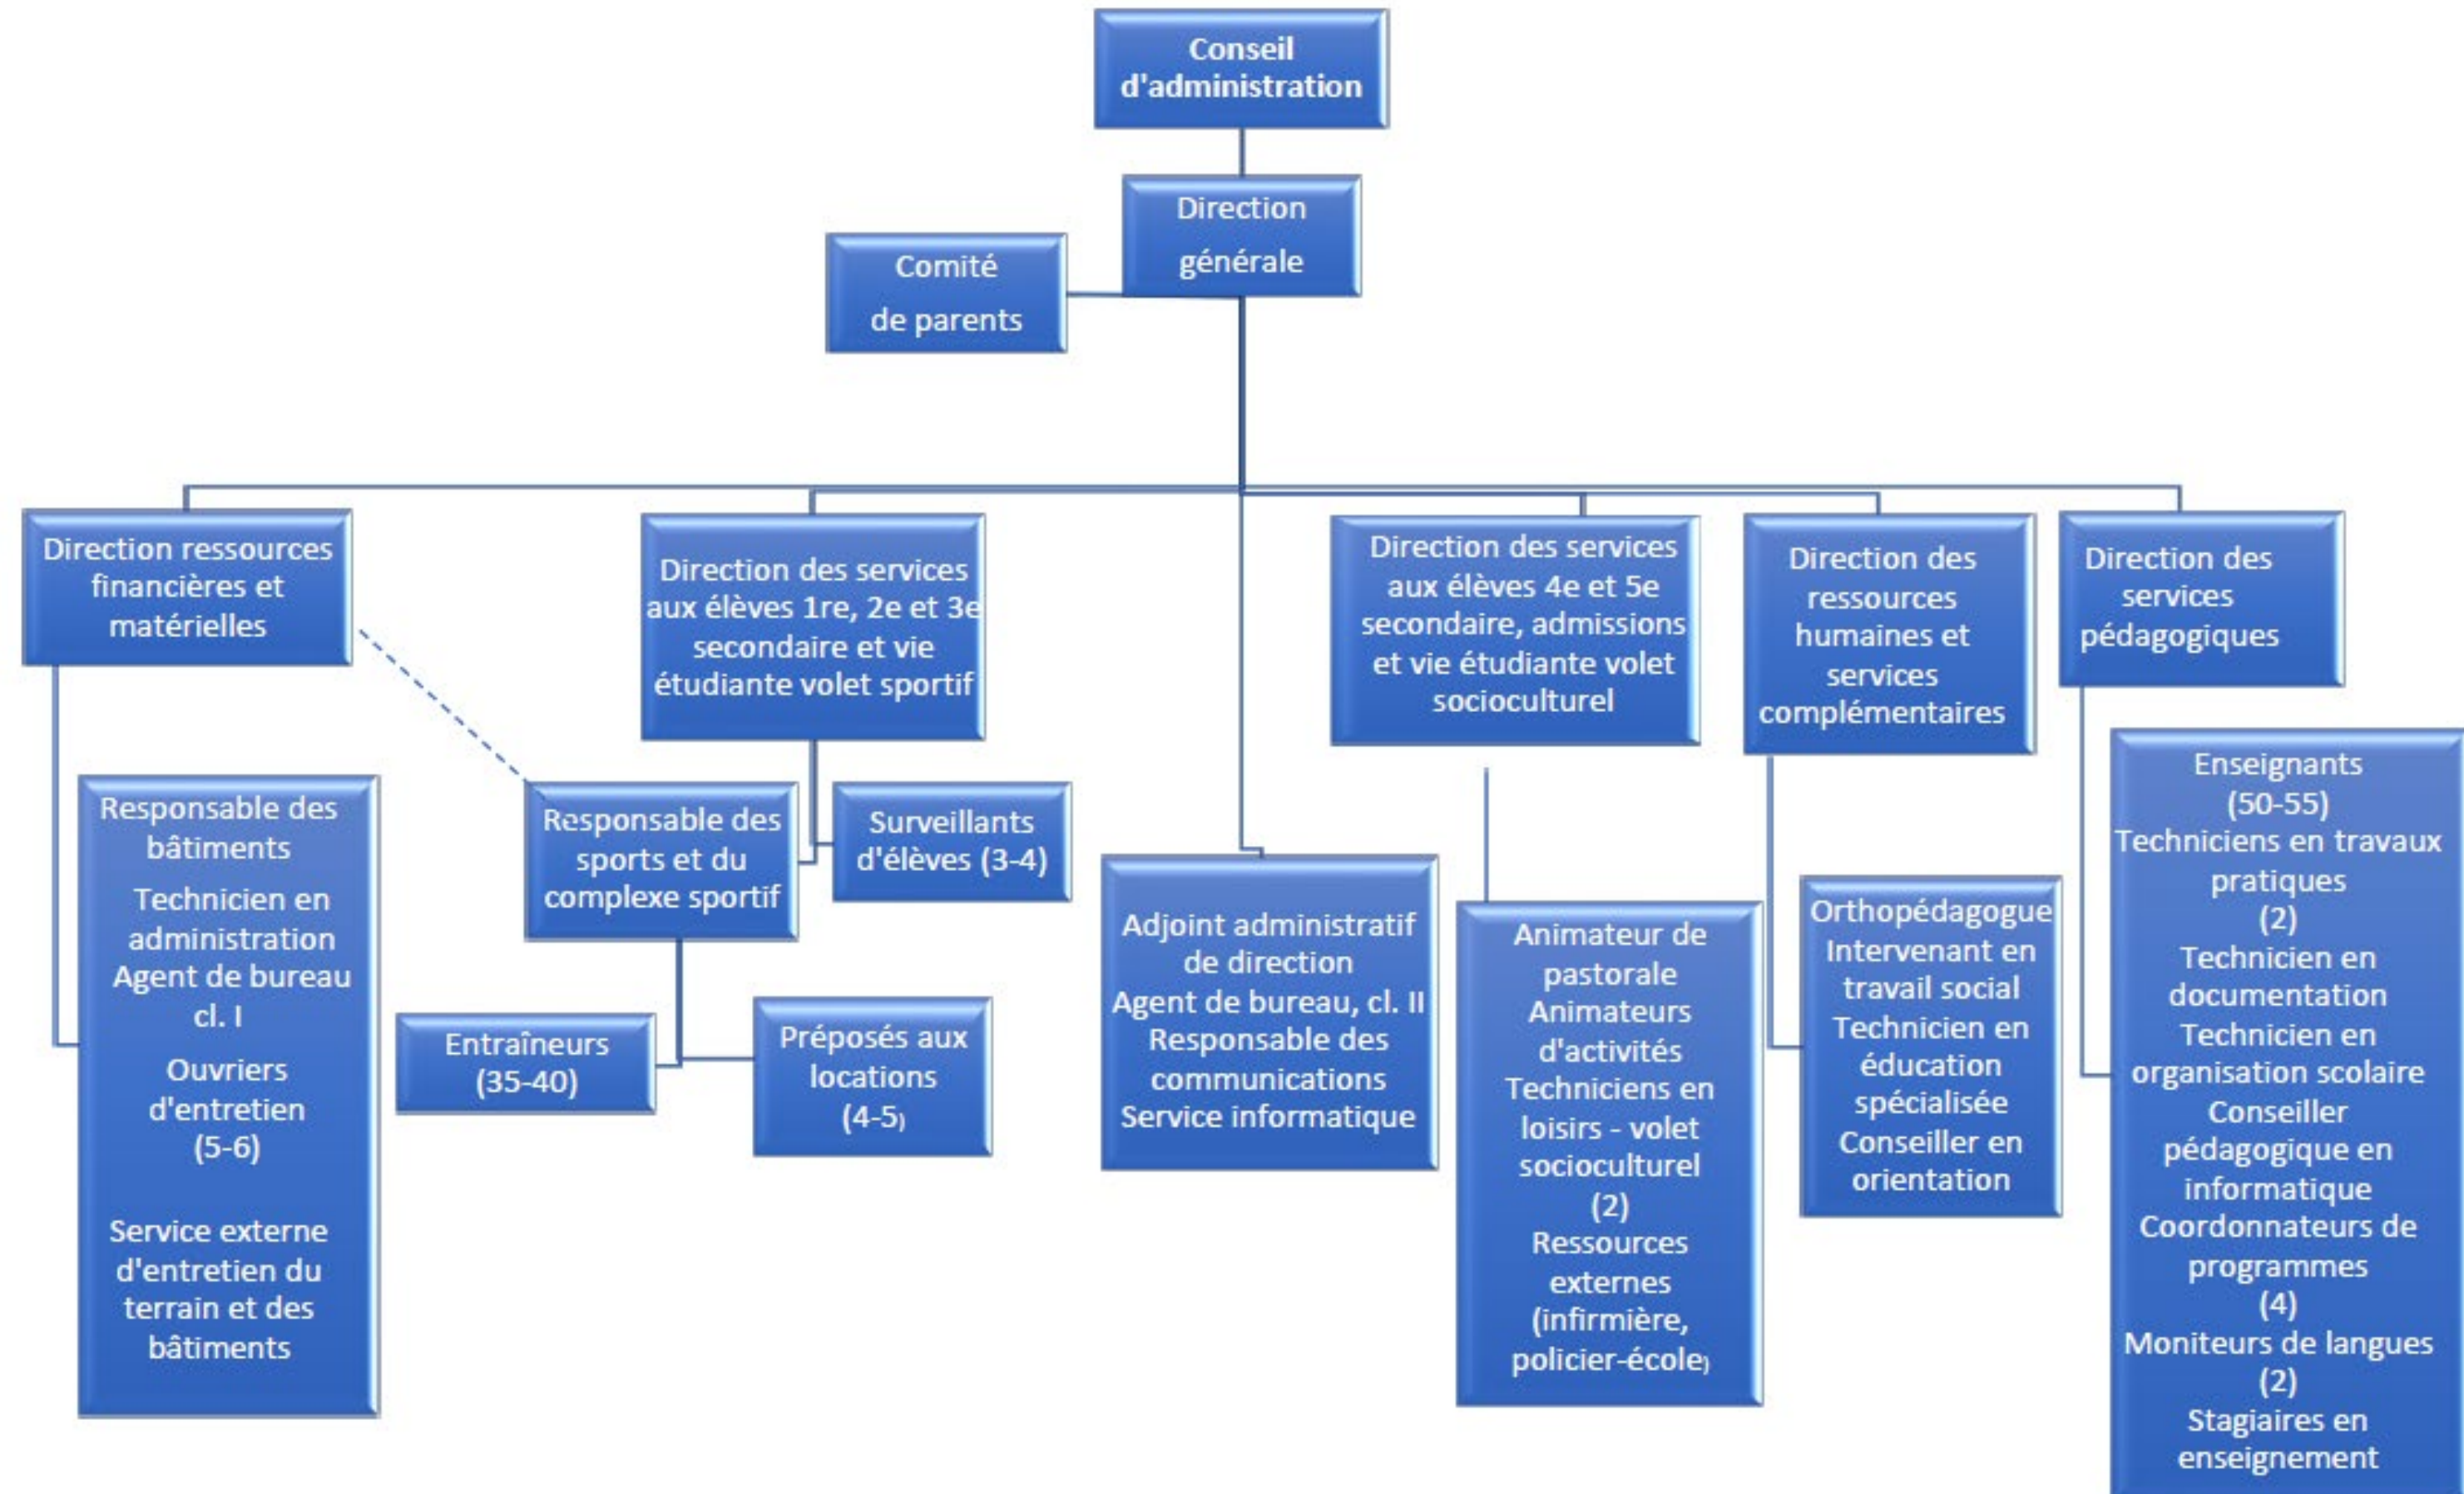 Conseil
d'administration
Direction
générale
Comité
de parents
Direction ressources
financières et
matérielles
Direction des services
aux élèves 1re, 2e et 3e
secondaire et vie
étudiante volet sportif
Direction des services
aux élèves 4e et 5e
secondaire, admissions
et vie étudiante volet
socioculturel
Direction des
ressources
humaines et
services
complémentaires
Direction des
services
pédagogiques
Responsable des
bâtiments
Technicien en
administration
Agent de bureau
cl. I
Ouvriers
d'entretien
(5-6)
Service externe
d'entretien du
terrain et des
bâtiments
Responsable des
sports et du
complexe sportif
Surveillants
d'élèves (3-4)
Entraîneurs
(35-40)
Préposés aux
locations
(4-5)
Adjoint administratif
de direction
Agent de bureau, cl. II
Responsable des
communications
Service informatique
Animateur de
pastorale
Animateurs
d'activités
Techniciens en
loisirs - volet
socioculturel
(2)
Ressources
externes
(infirmière,
policier-école)
Orthopédagogue
Intervenant en
travail social
Technicien en
éducation
spécialisée
Conseiller en
orientation
Enseignants
(50-55)
Techniciens en travaux
pratiques
(2)
Technicien en
documentation
Technicien en
organisation scolaire
Conseiller
pédagogique en
informatique
Coordonnateurs de
programmes
(4)
Moniteurs de langues
(2)
Stagiaires en
enseignement